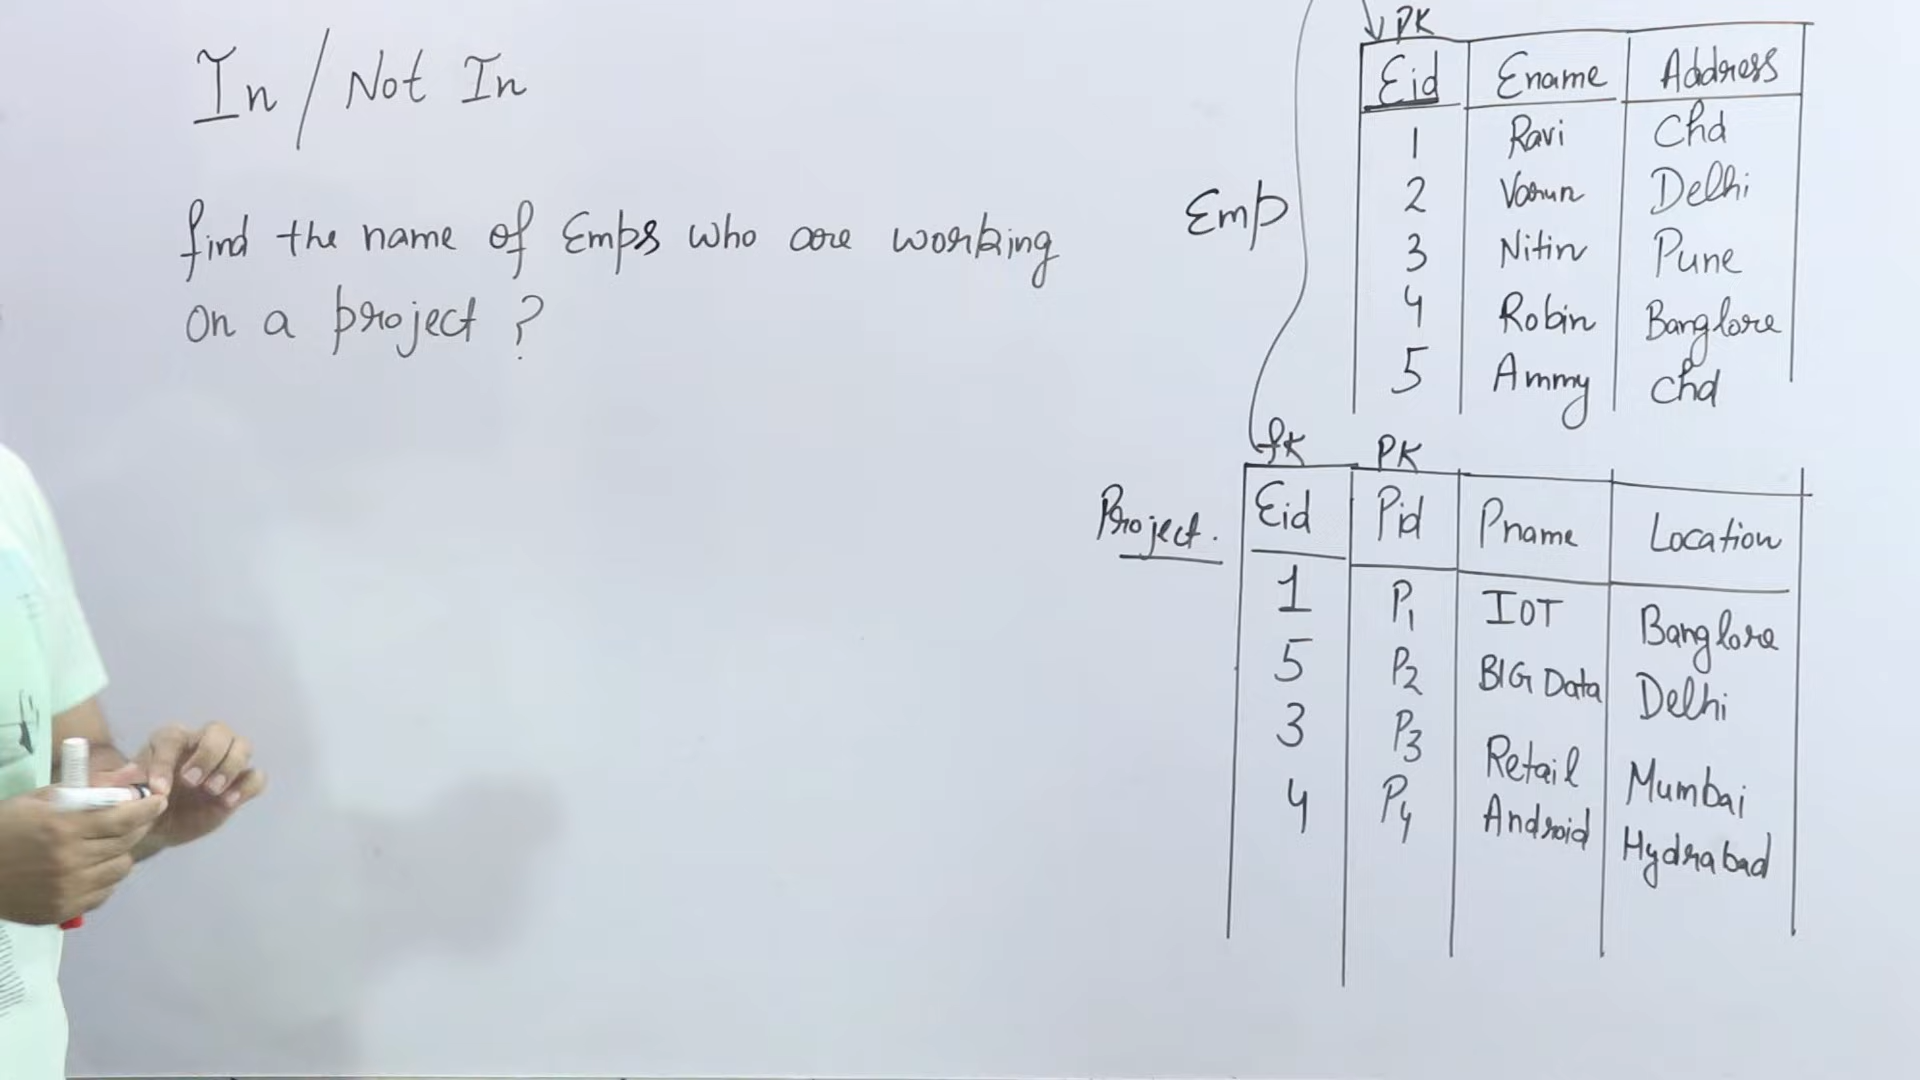 In / Not In
find the name of Emps who are working
on a project ?
Emp
PK
Eid Ename Address
1 Ravi Chd
2 Varun Delhi
3 Nitin Pune
4 Robin Banglore
5 Ammy Chd
Project.
fk PK
Eid Pid Pname Location
1 P1 IOT Banglore
5 P2 BIG Data Delhi
3 P3 Retail Mumbai
4 P4 Android Hydrabad